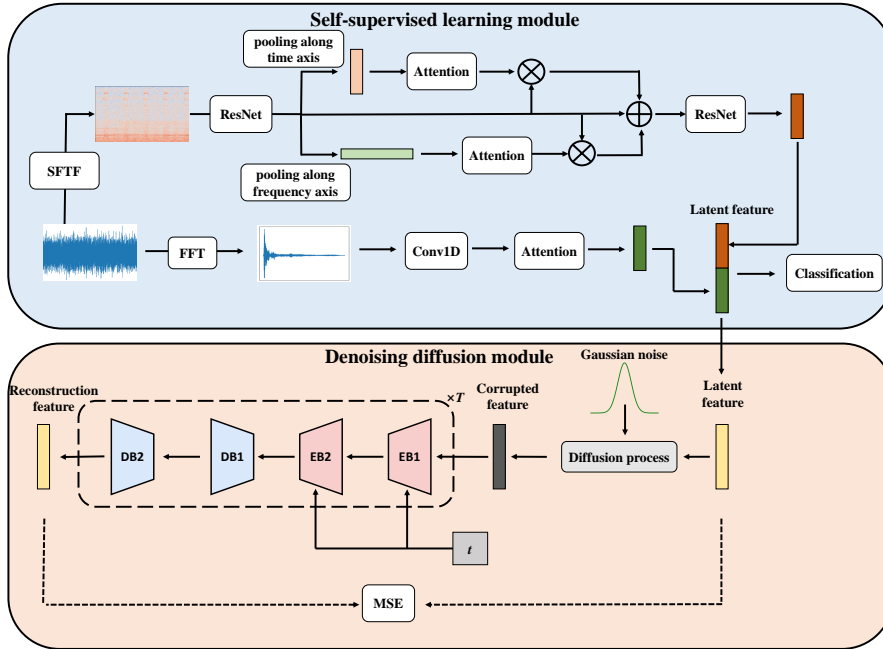 Self-supervised learning module
pooling along
time axis
Attention
ResNet
ResNet
SFTF
pooling along
frequency axis
Attention
Latent feature
FFT
Conv1D
Attention
Classification
Denoising diffusion module
Gaussian noise
Reconstruction
feature
×T
Corrupted
feature
Latent
feature
DB2
DB1
EB2
EB1
Diffusion process
t
MSE